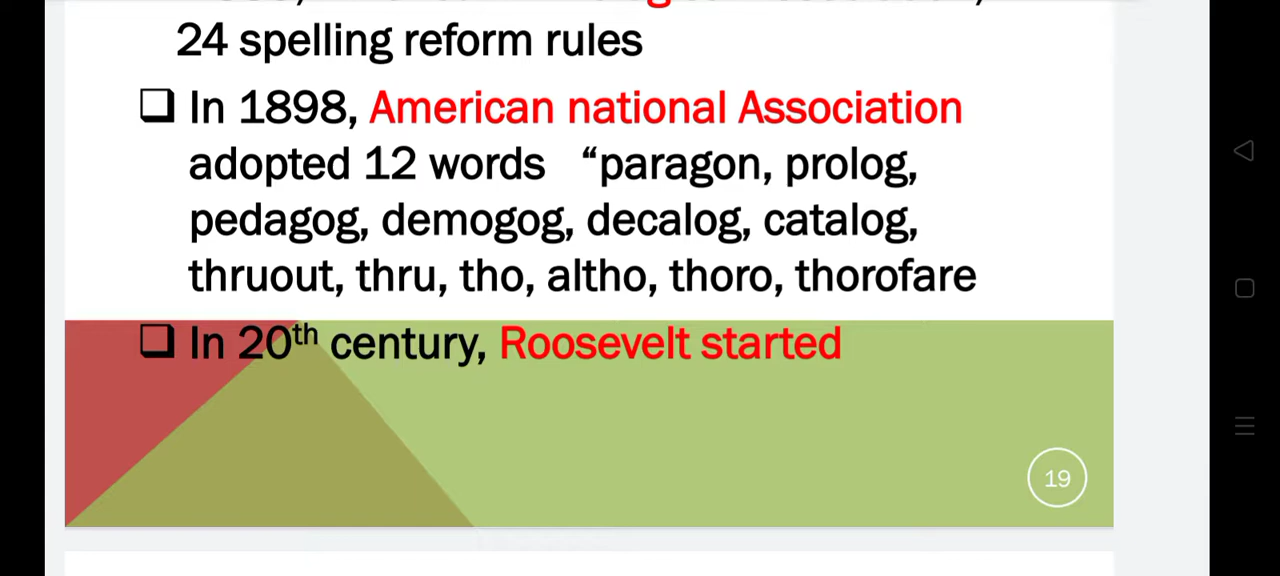 24 spelling reform rules
❑ In 1898, American national Association
adopted 12 words “paragon, prolog,
pedagog, demogog, decalog, catalog,
thruout, thru, tho, altho, thoro, thorofare
❑ In 20th century, Roosevelt started
19